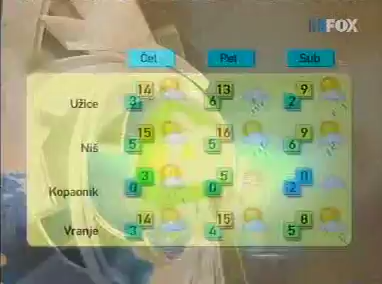 FOX
Čet Pet Sub
14 13 9
Užice 3 6 2
15 16 9
Niš 5 5 6
3 5 0
Kopaonik 0 0 -2
14 15 8
Vranje 3 4 5